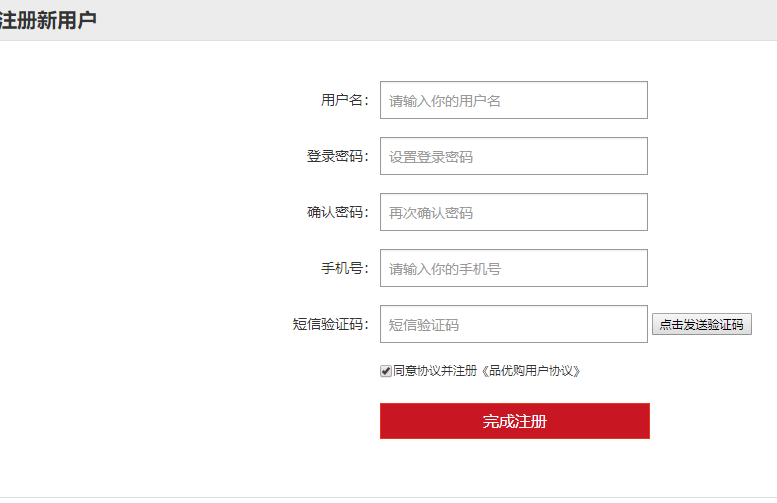 注册新用户
用户名：请输入你的用户名
登录密码：设置登录密码
确认密码：再次确认密码
手机号：请输入你的手机号
短信验证码：短信验证码 点击发送验证码
同意协议并注册《品优购用户协议》
完成注册